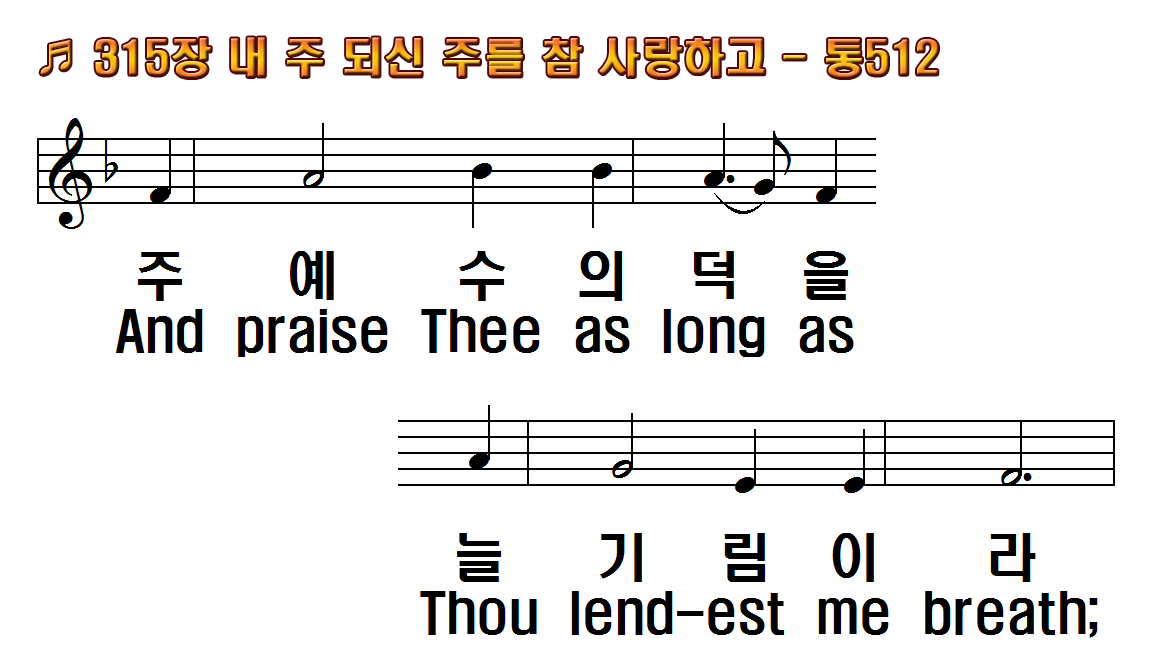 ♬ 315장 내 주 되신 주를 참 사랑하고 - 통512
주 예 수 의 덕 을
And praise Thee as long as
늘 기 림 이 라
Thou lend-est me breath;